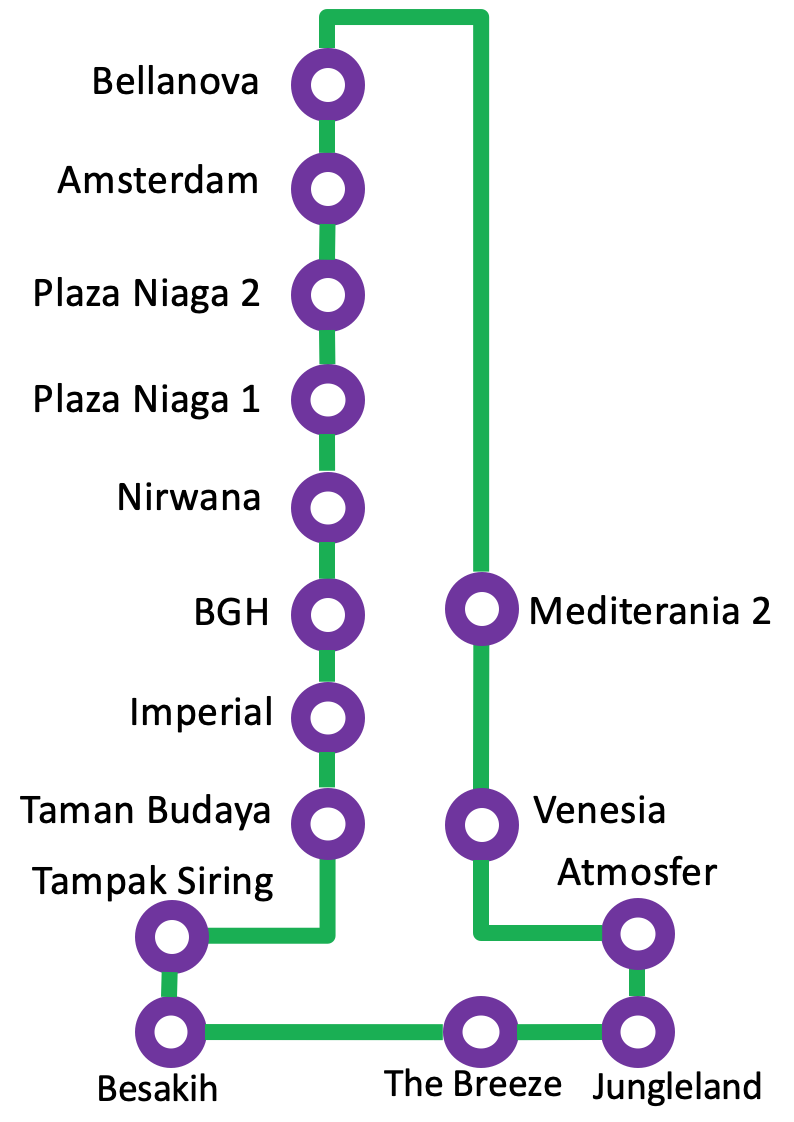 Bellanova
Amsterdam
Plaza Niaga 2
Plaza Niaga 1
Nirwana
BGH
Mediterania 2
Imperial
Taman Budaya
Venesia
Tampak Siring
Atmosfer
Besakih
The Breeze
Jungleland